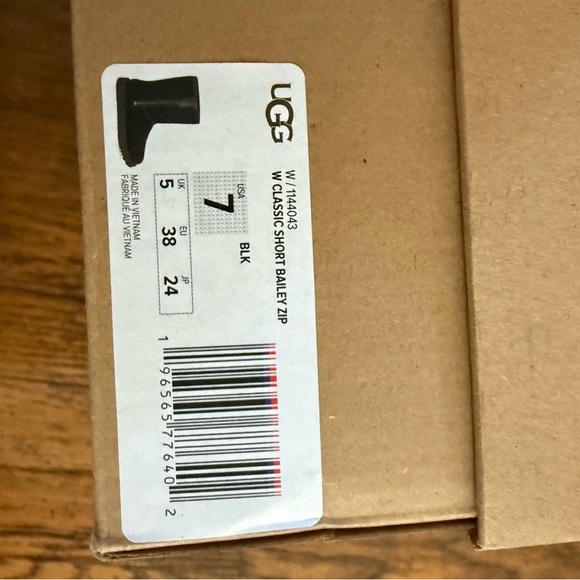 UGG
W / 1144043
W CLASSIC SHORT BAILEY ZIP
BLK
USA
7
UK EU JP
5 38 24
MADE IN VIETNAM
FABRIQUÉ AU VIETNAM
1 96565 77640 2